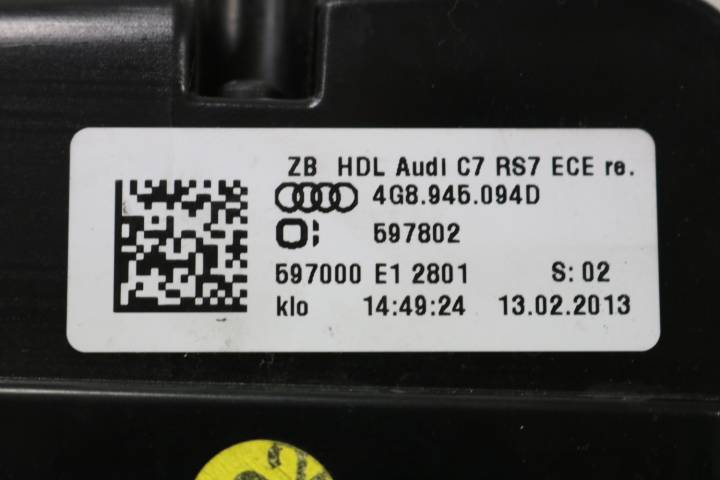 ZB HDL Audi C7 RS7 ECE re.
4G8.945.094D
597802
597000 E1 2801 S: 02
klo 14:49:24 13.02.2013